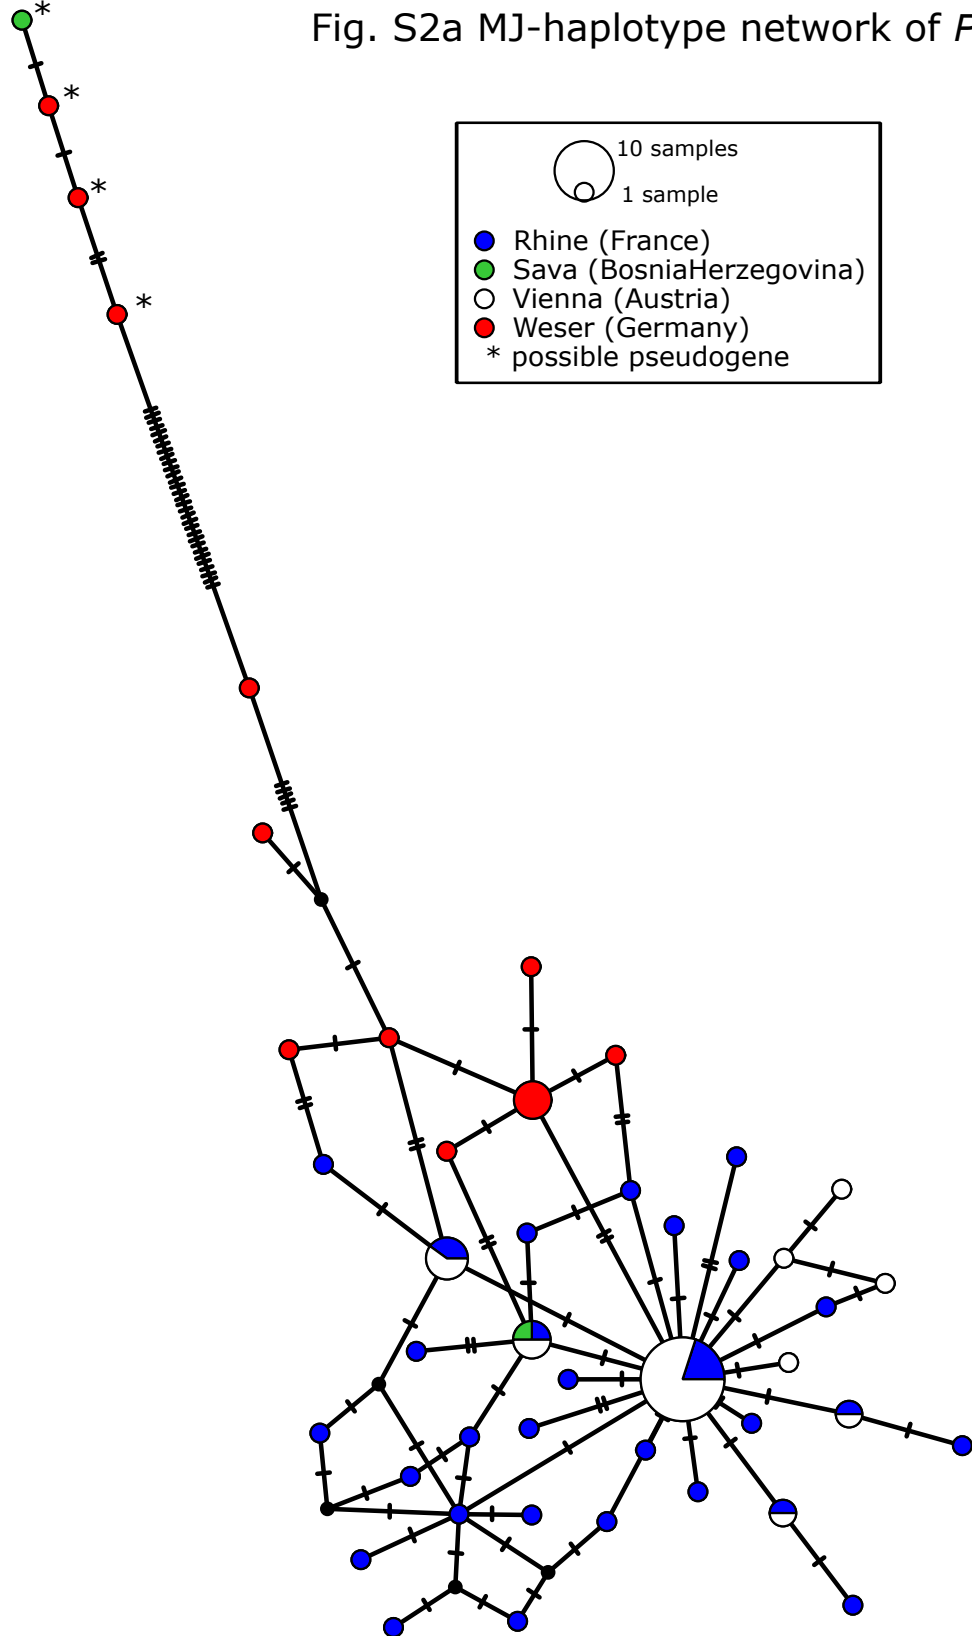 Fig. S2a MJ-haplotype network of P
*
*
*
*
10 samples
1 sample
Rhine (France)
Sava (BosniaHerzegovina)
Vienna (Austria)
Weser (Germany)
* possible pseudogene